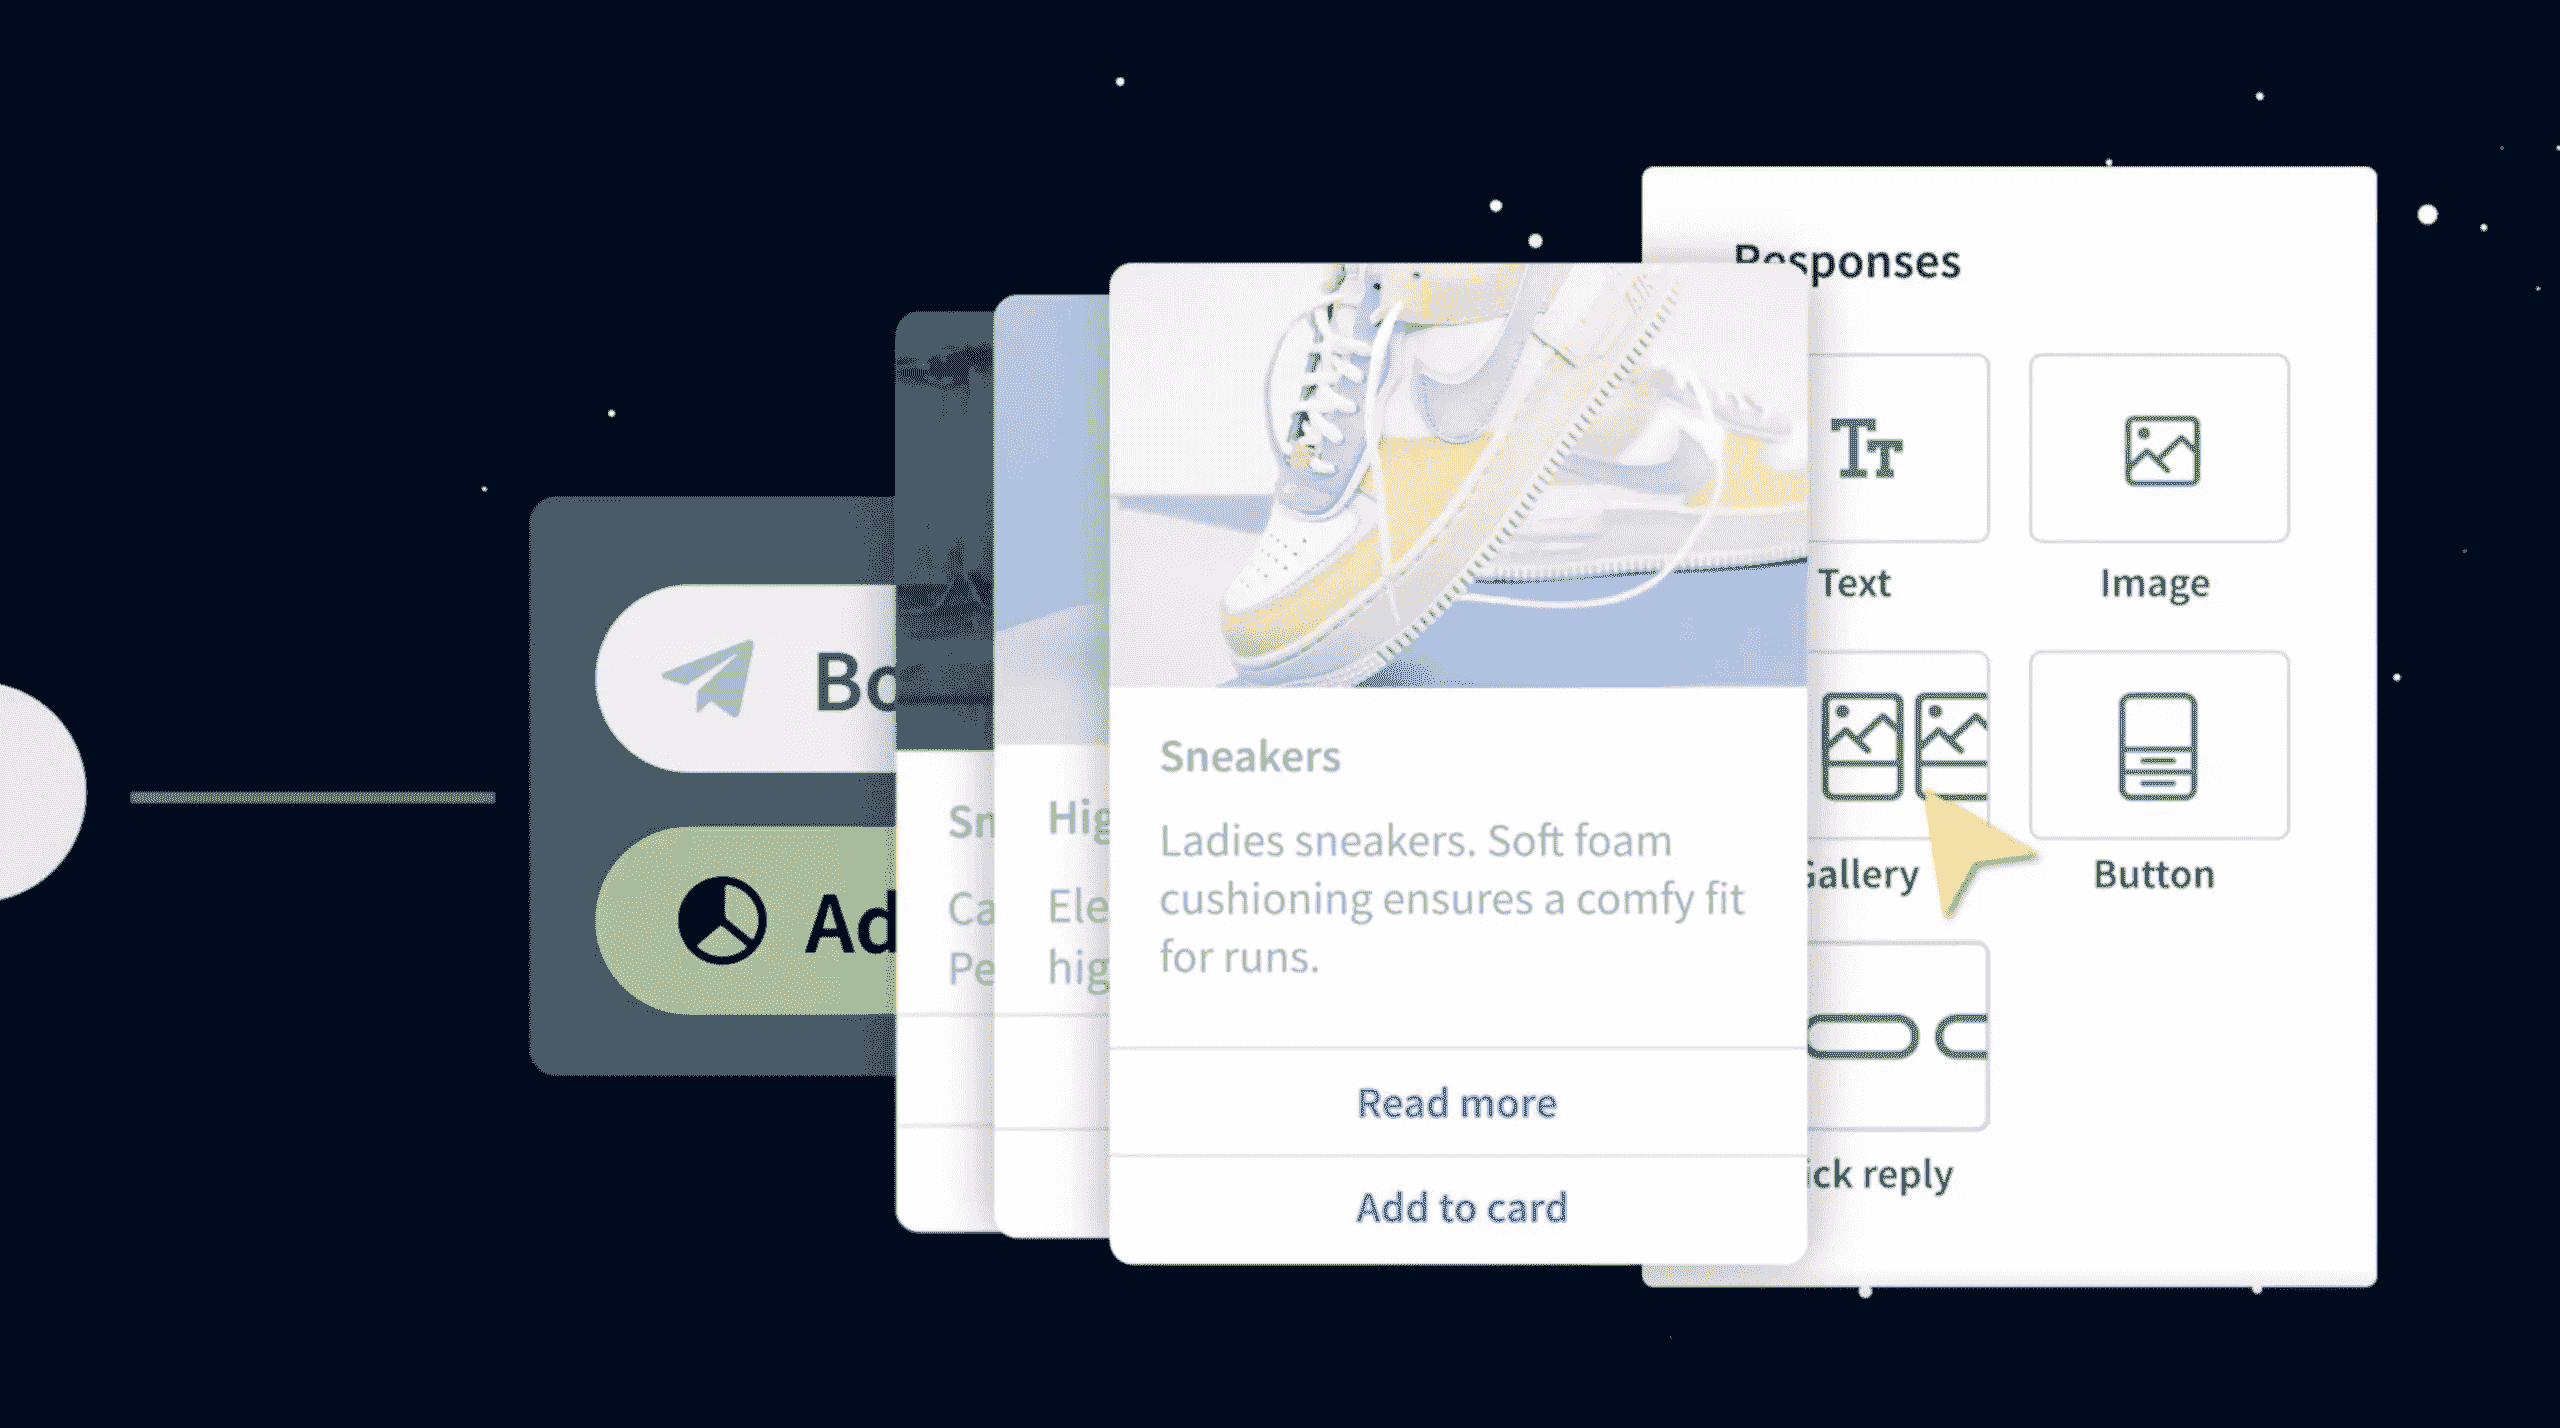 Responses
Text
Image
Gallery
Button
ick reply
Bo
Ad
Sn
Ca
Pe
Hig
Ele
hig
Sneakers
Ladies sneakers. Soft foam
cushioning ensures a comfy fit
for runs.
Read more
Add to card